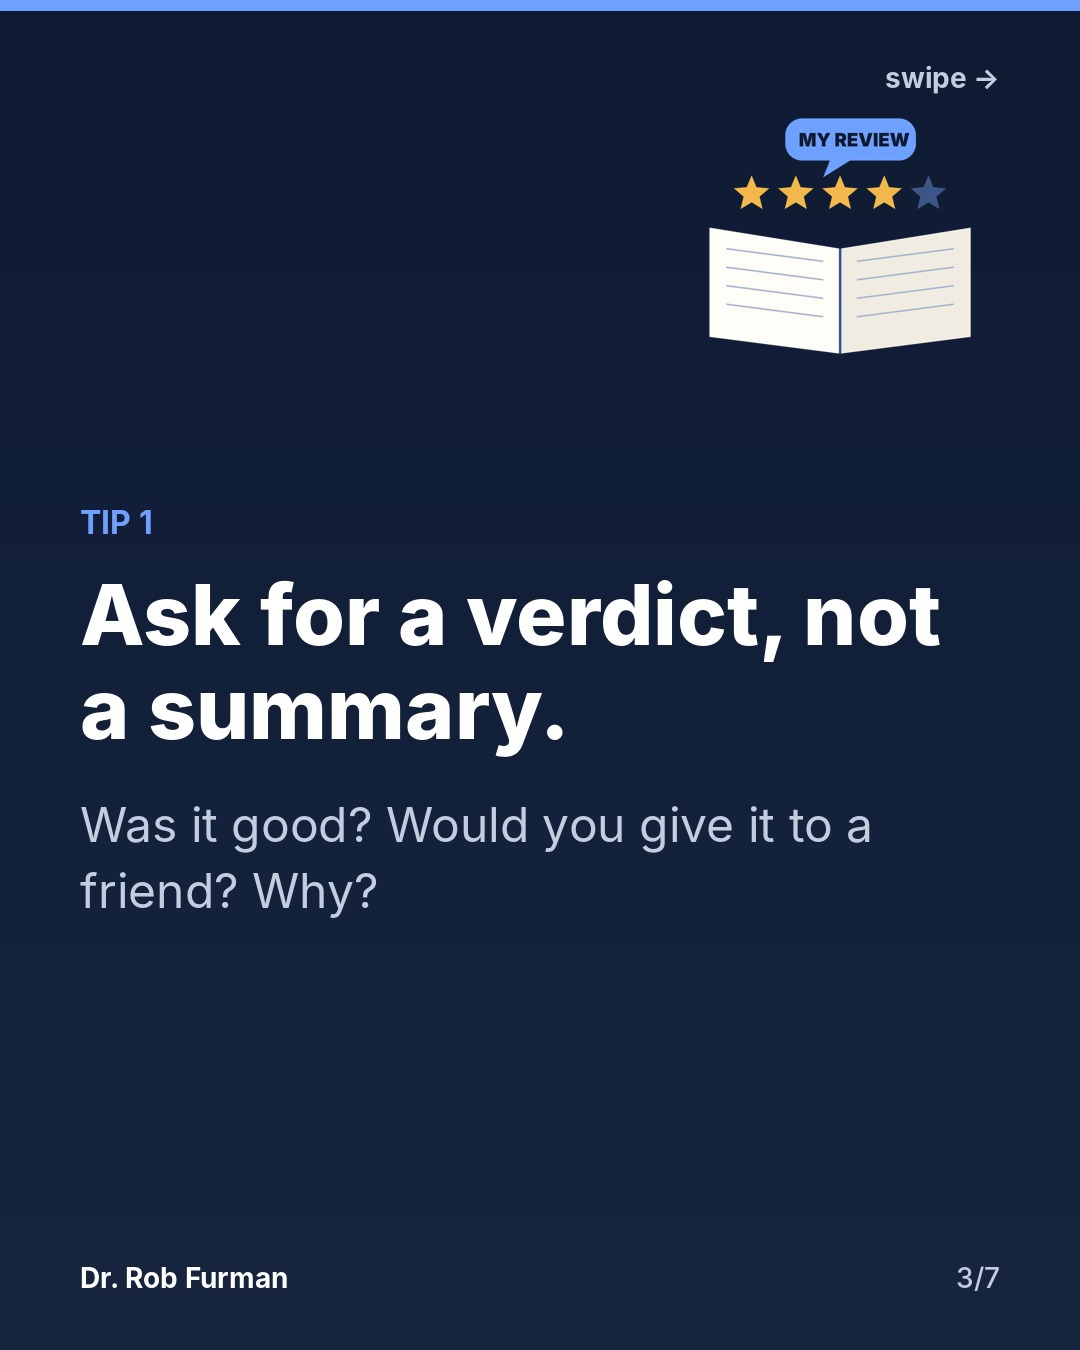 swipe →
MY REVIEW
TIP 1
Ask for a verdict, not
a summary.
Was it good? Would you give it to a
friend? Why?
Dr. Rob Furman
3/7